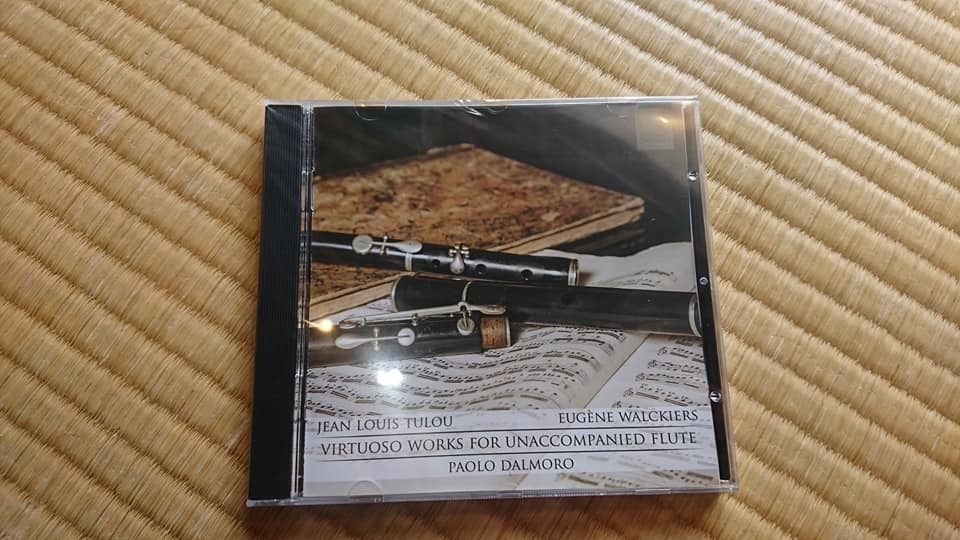 JEAN LOUIS TULOU EUGÈNE WALCKIERS
VIRTUOSO WORKS FOR UNACCOMPANIED FLUTE
PAOLO DALMORO